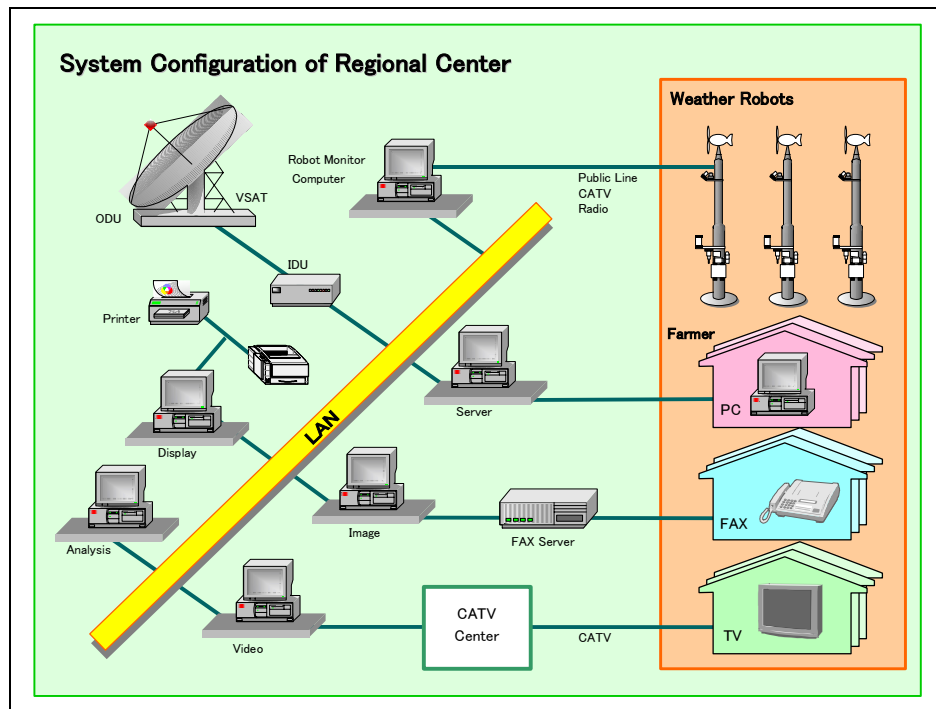 System Configuration of Regional Center
Weather Robots
Robot Monitor
Computer
Public Line
CATV
Radio
VSAT
ODU
IDU
Printer
Farmer
PC
Server
LAN
Display
Image
FAX Server
FAX
Analysis
CATV
Center
Video
CATV
TV